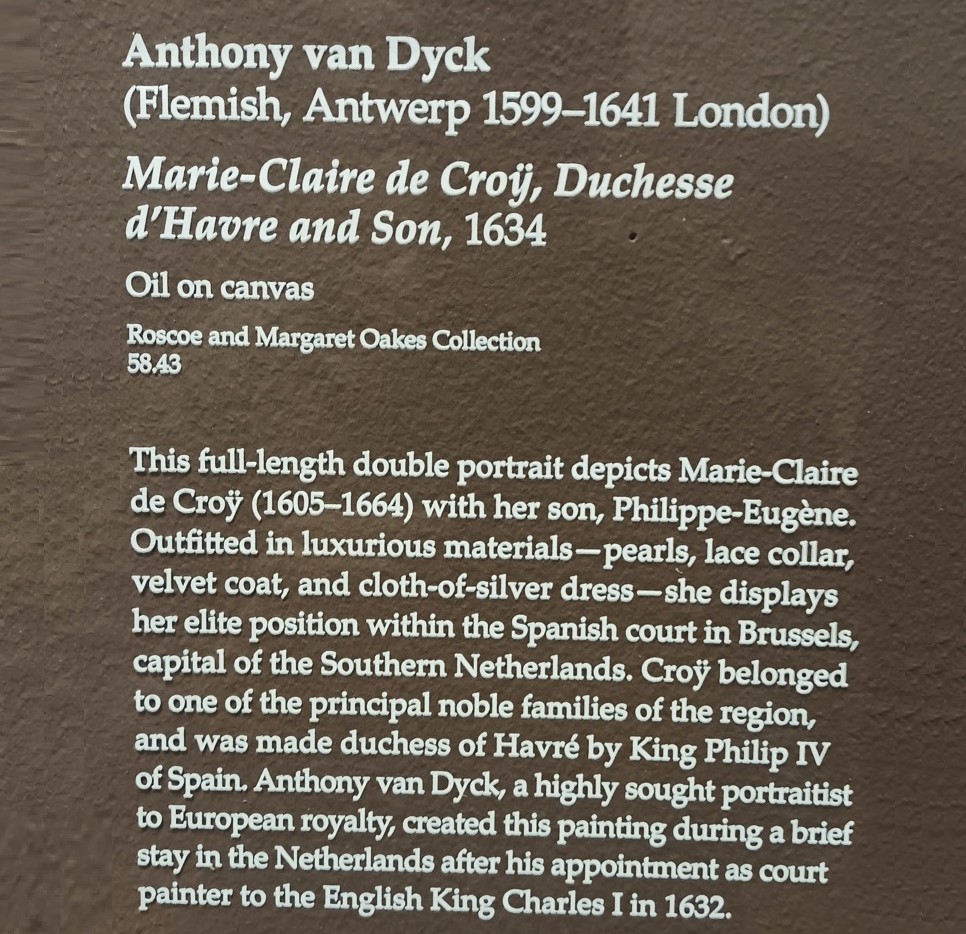 Anthony van Dyck
(Flemish, Antwerp 1599–1641 London)
Marie-Claire de Croÿ, Duchesse
d'Havre and Son, 1634
Oil on canvas
Roscoe and Margaret Oakes Collection
58.43
This full-length double portrait depicts Marie-Claire
de Croÿ (1605–1664) with her son, Philippe-Eugène.
Outfitted in luxurious materials—pearls, lace collar,
velvet coat, and cloth-of-silver dress—she displays
her elite position within the Spanish court in Brussels,
capital of the Southern Netherlands. Croÿ belonged
to one of the principal noble families of the region,
and was made duchess of Havré by King Philip IV
of Spain. Anthony van Dyck, a highly sought portraitist
to European royalty, created this painting during a brief
stay in the Netherlands after his appointment as court
painter to the English King Charles I in 1632.